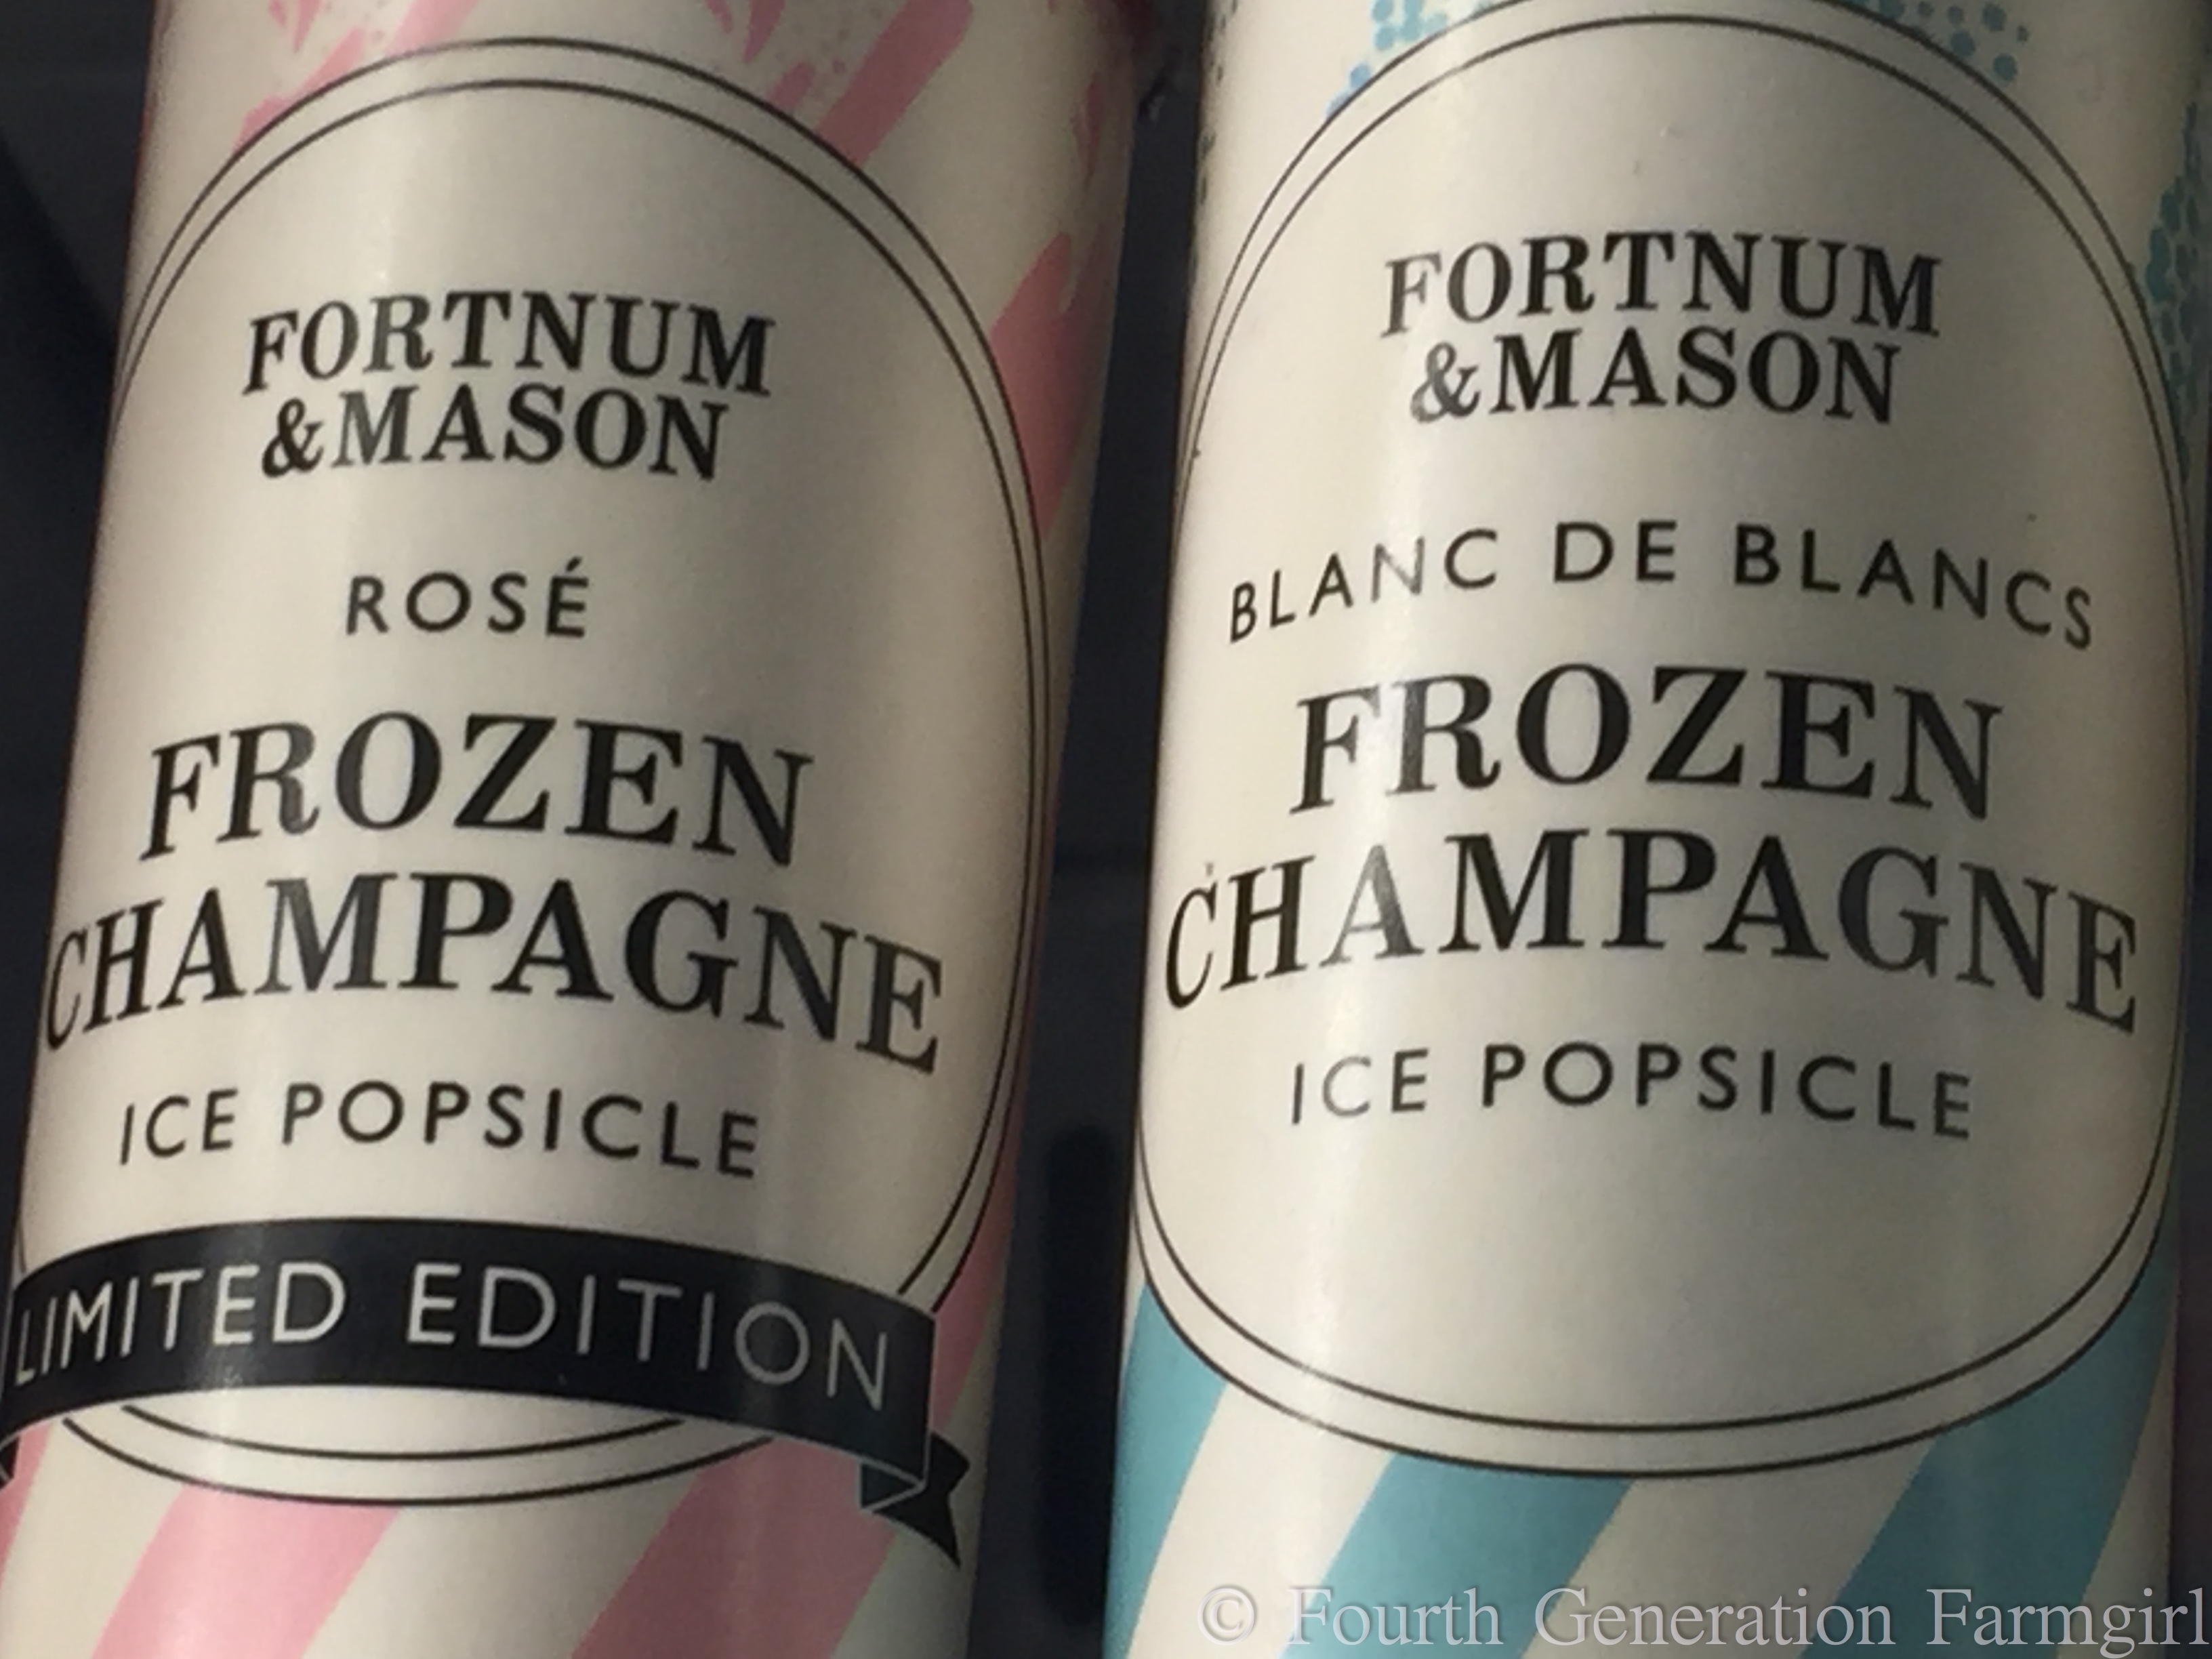 FORTNUM
&MASON
ROSÉ
FROZEN
CHAMPAGNE
ICE POPSICLE
LIMITED EDITION
FORTNUM
&MASON
BLANC DE BLANCS
FROZEN
CHAMPAGNE
ICE POPSICLE
© Fourth Generation Farmgirl